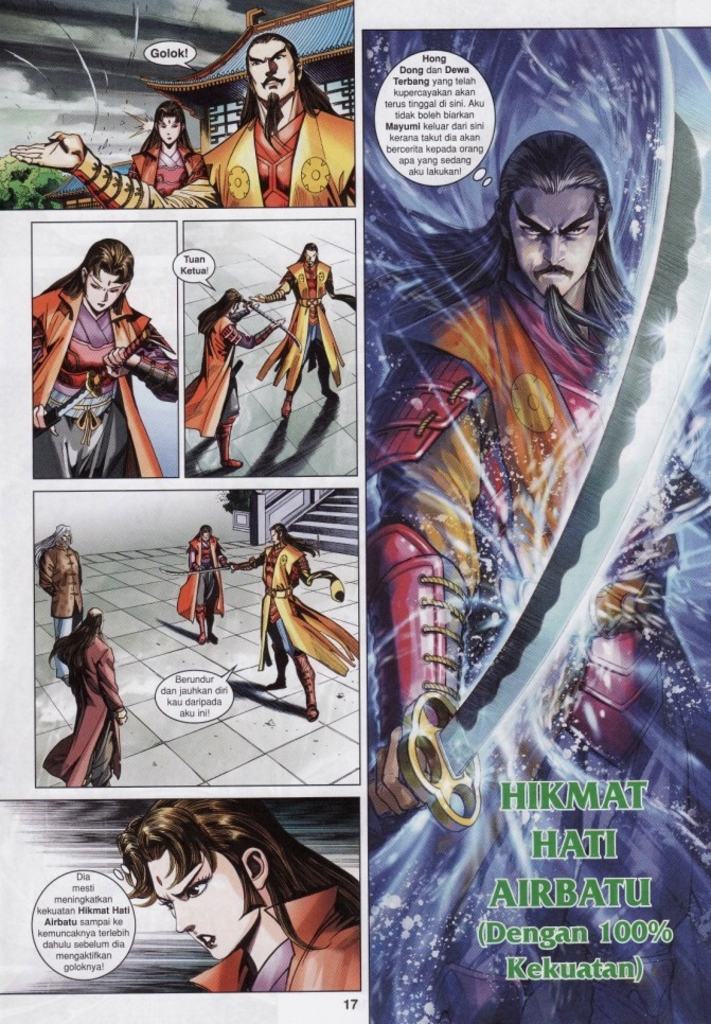 Golok!
Tuan
Ketua!
Berundur
dan jauhkan diri
kau daripada
aku ini!
Dia
mesti
meningkatkan
kekuatan Hikmat Hati
Airbatu sampai ke
kemuncaknya terlebih
dahulu sebelum dia
mengaktifkan
goloknya!
17
Hong
Dong dan Dewa
Terbang yang telah
kupercayakan akan
terus tinggal di sini. Aku
tidak boleh biarkan
Mayumi keluar dari sini
kerana takut dia akan
bercerita kepada orang
apa yang sedang
aku lakukan!
HIKMAT
HATI
AIRBATU
(Dengan 100%
Kekuatan)